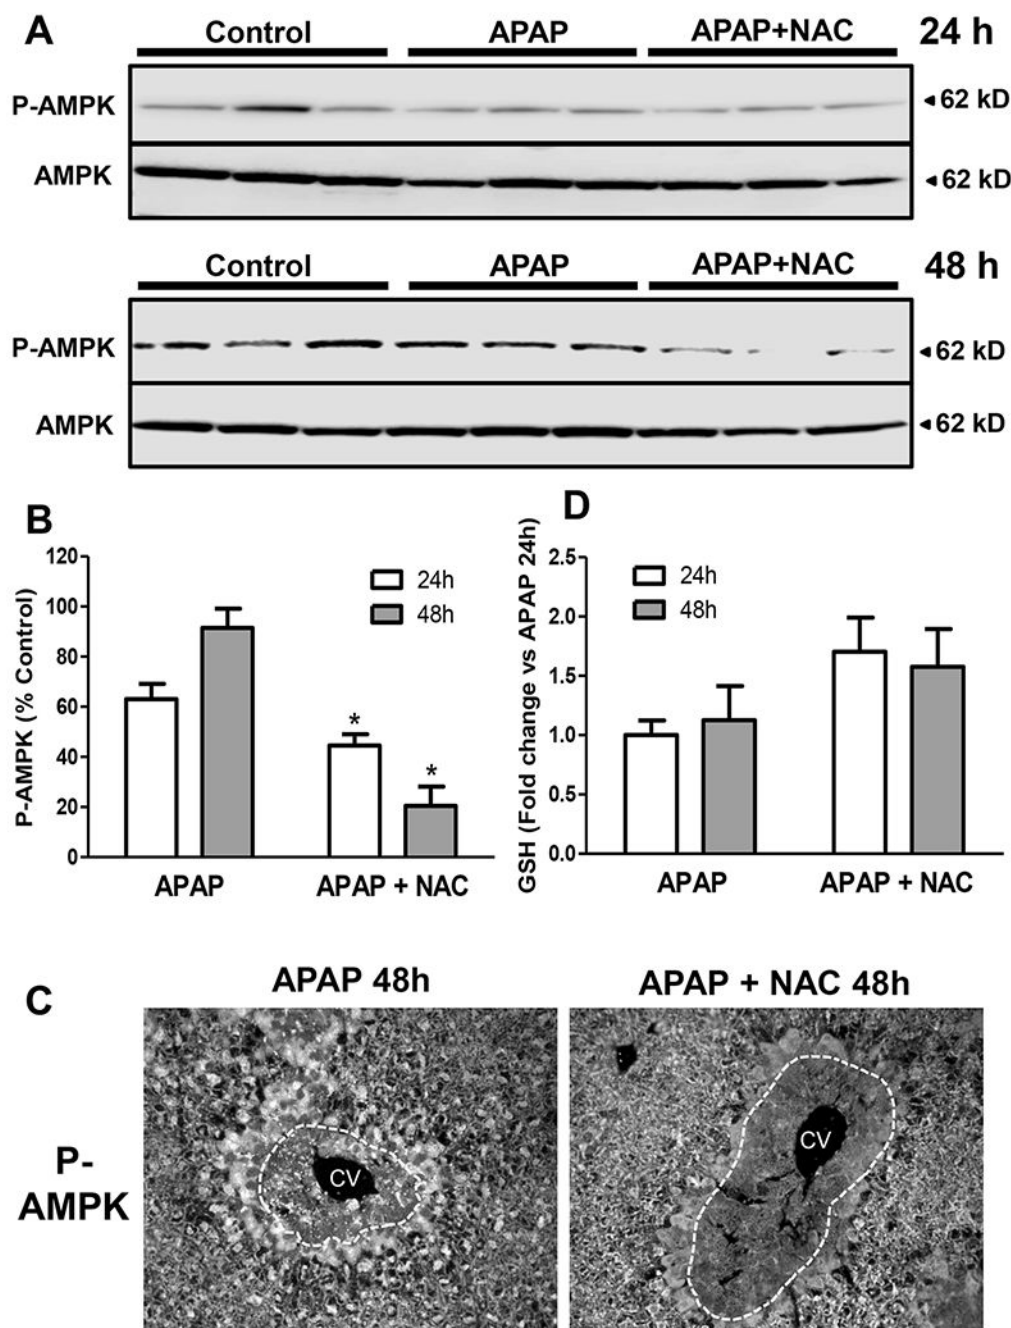 A
Control APAP APAP+NAC 24 h
P-AMPK ◄62 kD
AMPK ◄62 kD
Control APAP APAP+NAC 48 h
P-AMPK ◄62 kD
AMPK ◄62 kD
B
P-AMPK (% Control)
120
100
80
60
40
20
0
24h
48h
*
*
APAP APAP + NAC
D
GSH (Fold change vs APAP 24h)
2.5
2.0
1.5
1.0
0.5
0.0
24h
48h
APAP APAP + NAC
C
APAP 48h APAP + NAC 48h
P-
AMPK
CV
CV